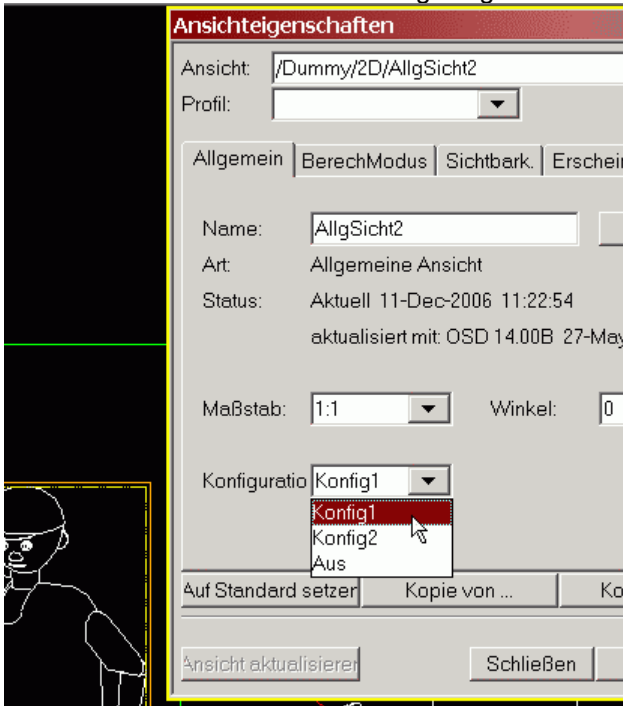 Ansichteigenschaften
Ansicht: /Dummy/2D/AllgSicht2
Profil:
Allgemein BerechModus Sichtbark. Erschei
Name: AllgSicht2
Art: Allgemeine Ansicht
Status: Aktuell 11-Dec-2006 11:22:54
aktualisiert mit: OSD 14.00B 27-May
Maßstab: 1:1 Winkel: 0
Konfiguratio Konfig1
Konfig1
Konfig2
Aus
Auf Standard setzer Kopie von ... Ko
Ansicht aktualisierer Schließen